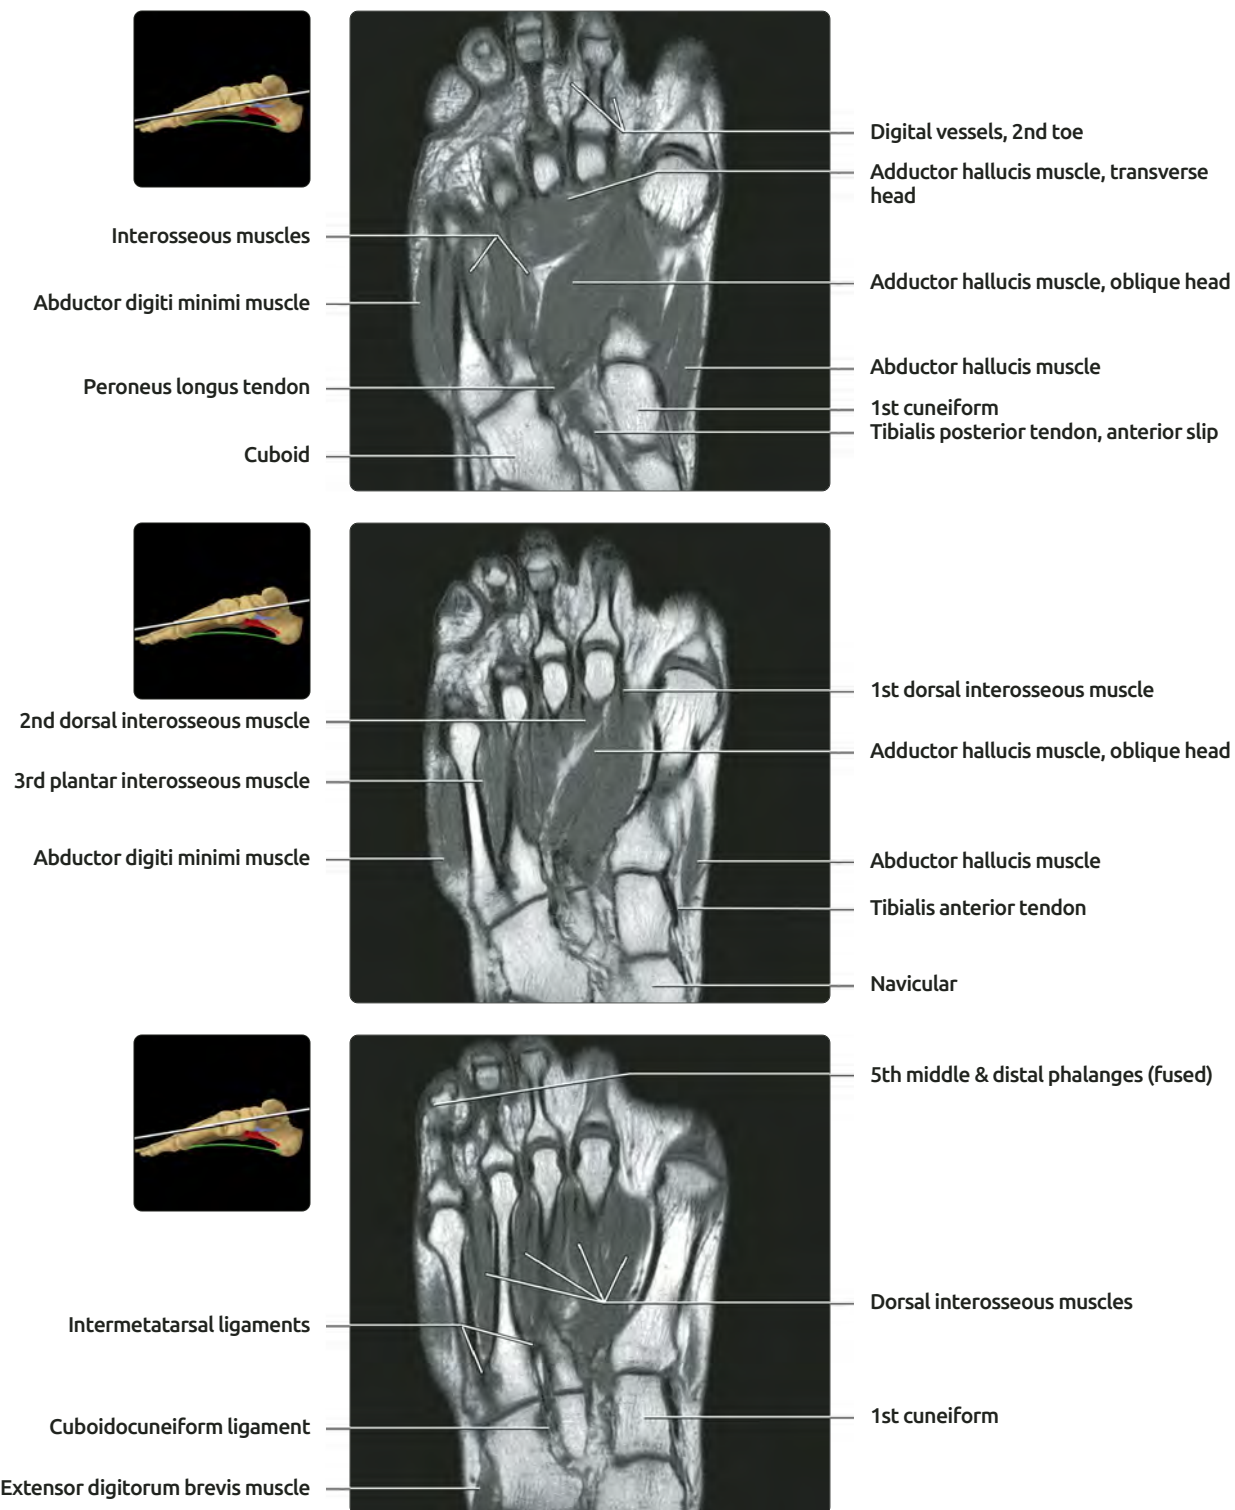 Digital vessels, 2nd toe
Adductor hallucis muscle, transverse
head
Interosseous muscles
Adductor hallucis muscle, oblique head
Abductor digiti minimi muscle
Abductor hallucis muscle
Peroneus longus tendon
1st cuneiform
Tibialis posterior tendon, anterior slip
Cuboid
1st dorsal interosseous muscle
2nd dorsal interosseous muscle
Adductor hallucis muscle, oblique head
3rd plantar interosseous muscle
Abductor digiti minimi muscle
Abductor hallucis muscle
Tibialis anterior tendon
Navicular
5th middle & distal phalanges (fused)
Dorsal interosseous muscles
Intermetatarsal ligaments
1st cuneiform
Cuboidocuneiform ligament
Extensor digitorum brevis muscle